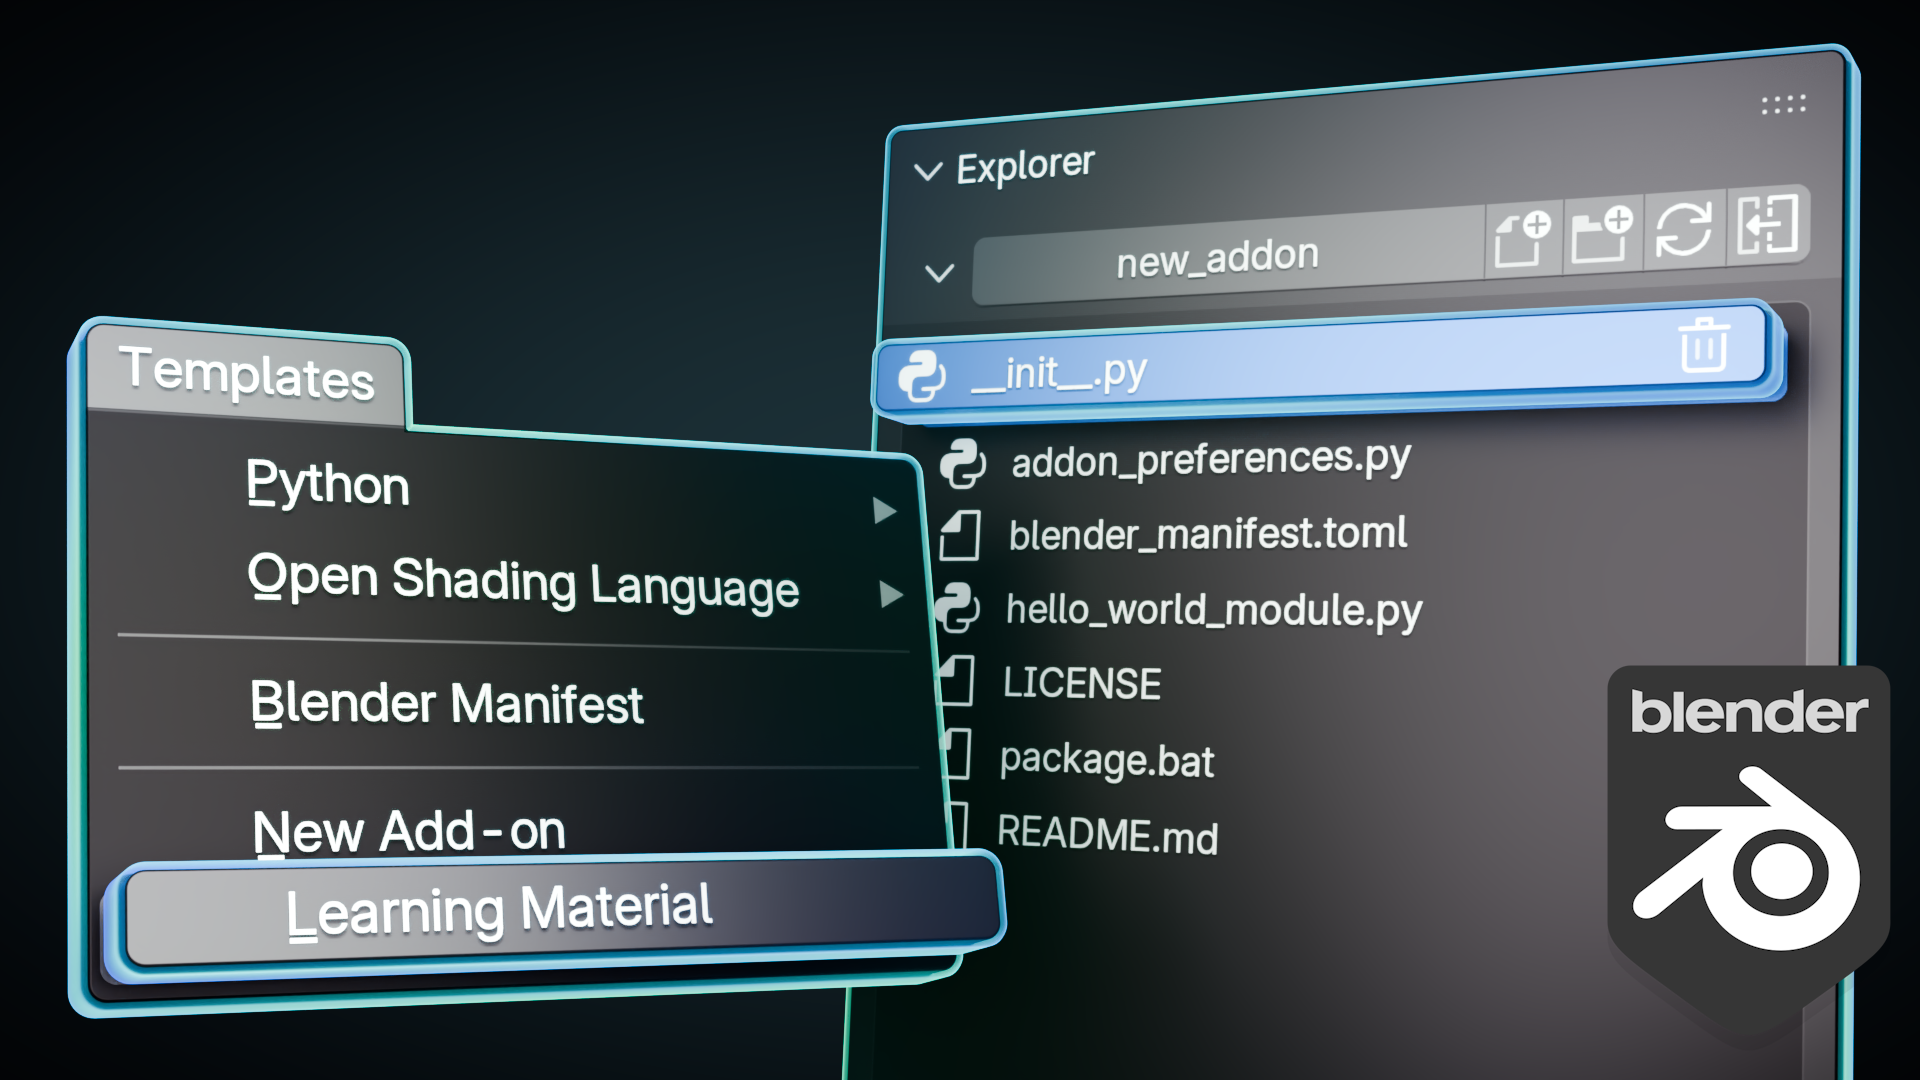 Templates
Python
Open Shading Language
Blender Manifest
New Add-on
Learning Material
Explorer
new_addon
__init__.py
addon_preferences.py
blender_manifest.toml
hello_world_module.py
LICENSE
package.bat
README.md
blender